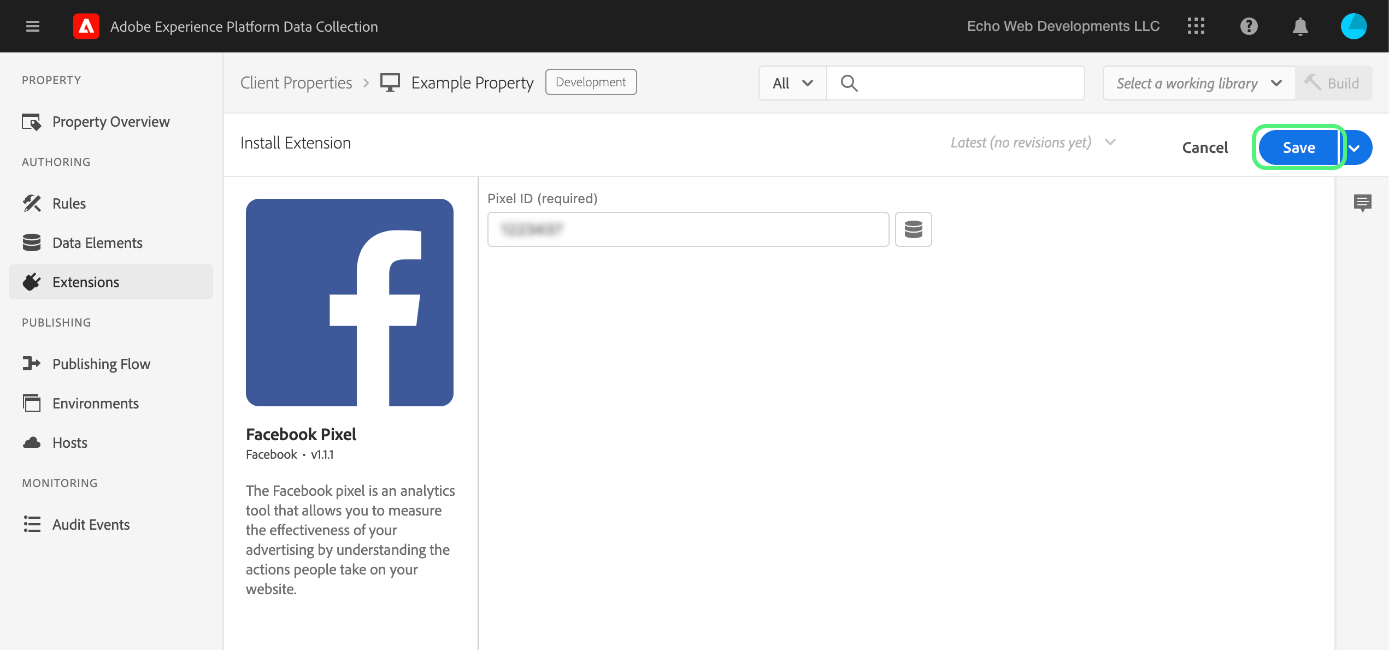 Adobe Experience Platform Data Collection
Echo Web Developments LLC
PROPERTY
Property Overview
AUTHORING
Rules
Data Elements
Extensions
PUBLISHING
Publishing Flow
Environments
Hosts
MONITORING
Audit Events
Client Properties > Example Property Development
All
Select a working library
Build
Install Extension
Latest (no revisions yet)
Cancel
Save
Facebook Pixel
Facebook • v1.1.1
The Facebook pixel is an analytics
tool that allows you to measure
the effectiveness of your
advertising by understanding the
actions people take on your
website.
Pixel ID (required)